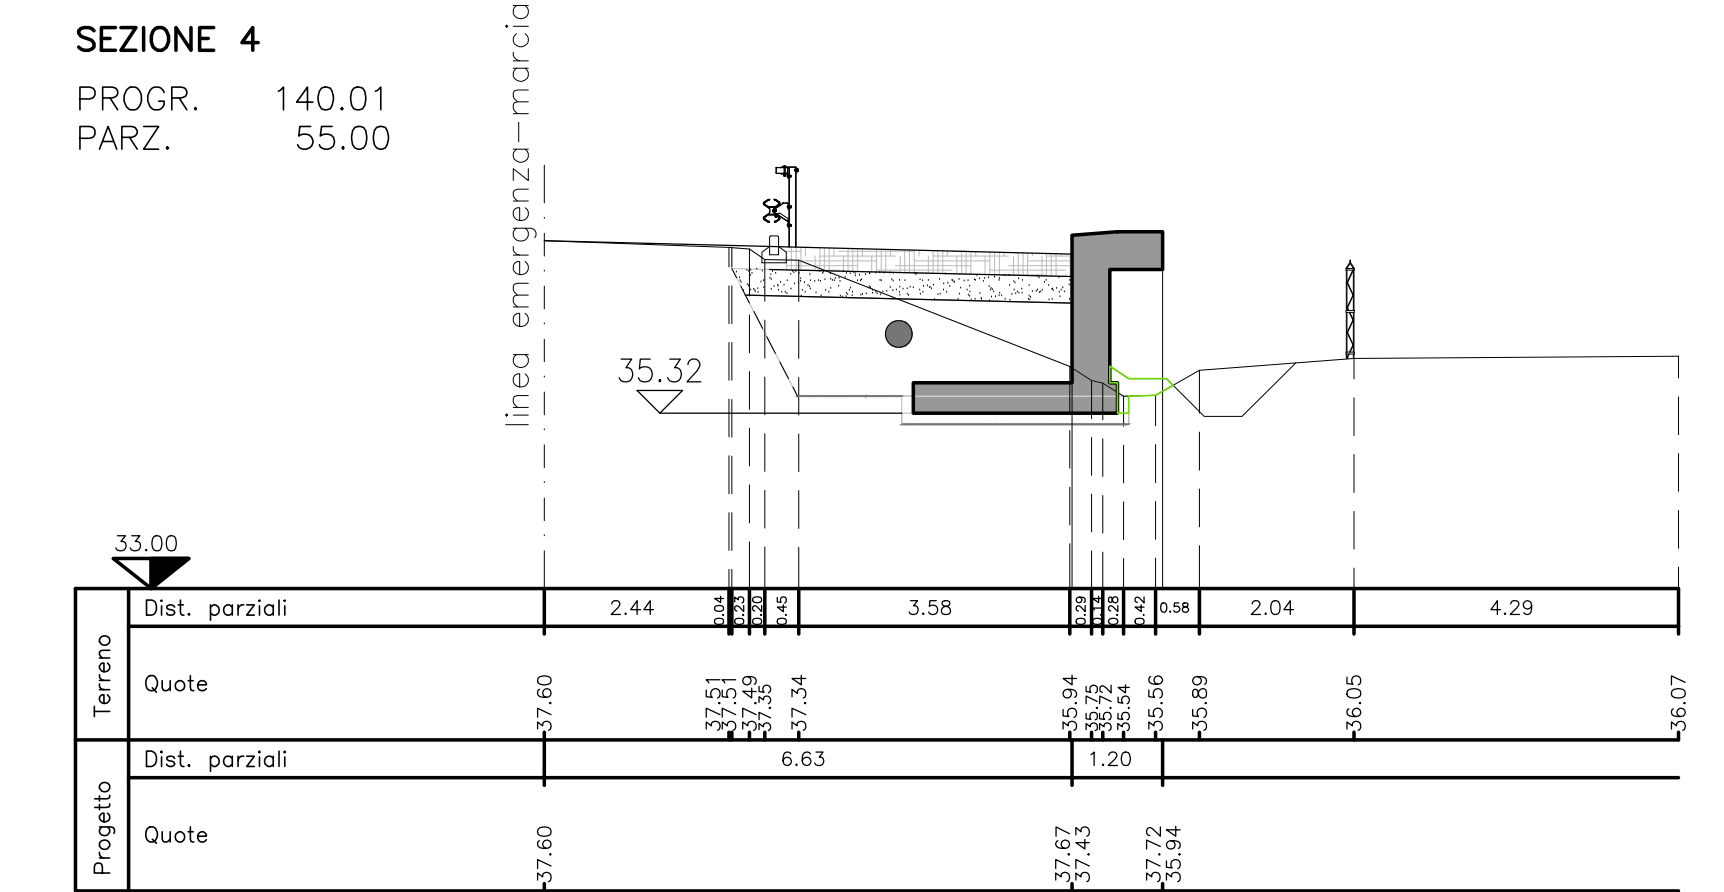 SEZIONE 4
PROGR. 140.01
PARZ. 55.00
linea emergenza-marcia
35.32
33.00
Terreno
Dist. parziali 2.44 0.04 0.23 0.20 0.45 3.58 0.29 0.14 0.28 0.42 0.58 2.04 4.29
Quote 37.60 37.51 37.51 37.49 37.35 37.34 35.94 35.75 35.72 35.54 35.56 35.89 36.05 36.07
Progetto
Dist. parziali 6.63 1.20
Quote 37.60 37.67 37.43 37.72 35.94